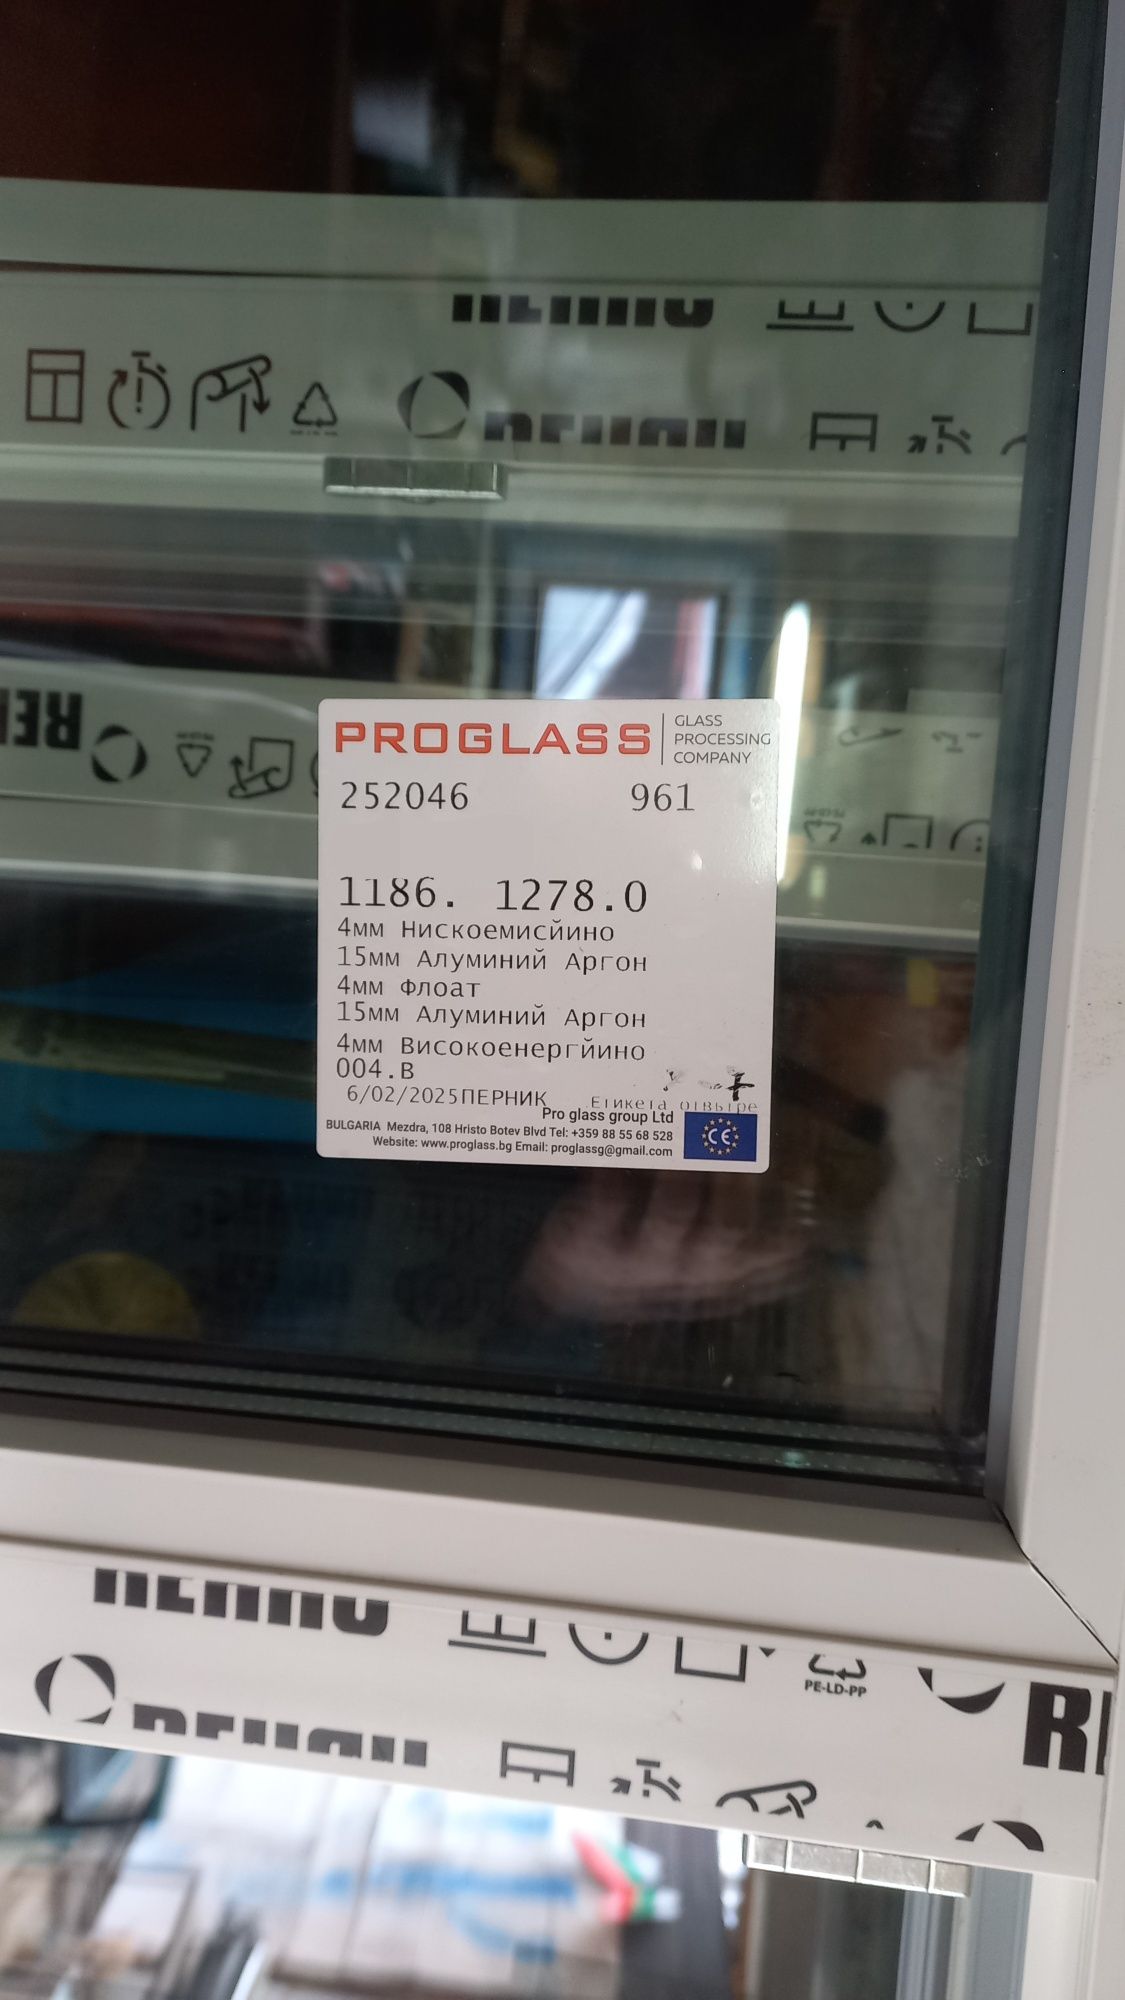 PROGLASS
GLASS
PROCESSING
COMPANY
252046 961
1186. 1278.0
4мм Нискоемисйино
15мм Алуминий Аргон
4мм Флоат
15мм Алуминий Аргон
4мм Високоенергйино
004.В
6/02/2025ПЕРНИК Етикета отвътре
Pro glass group Ltd
BULGARIA Mezdra, 108 Hristo Botev Blvd Tel: +359 88 55 68 528
Website: www.proglass.bg Email: proglassg@gmail.com
CE
PE-LD-PP